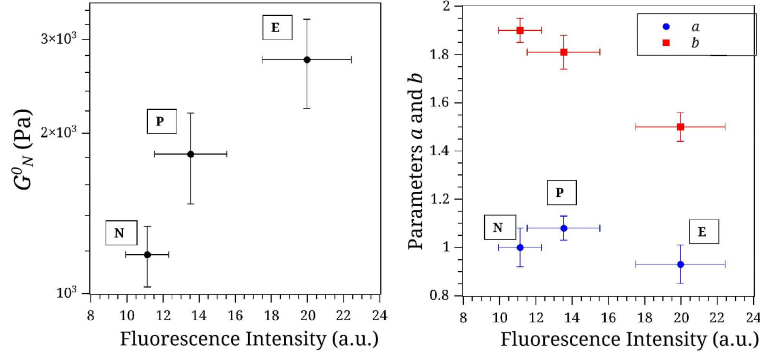 3×10³
2×10³
10³
G⁰N (Pa)
E
P
N
8 10 12 14 16 18 20 22 24
Fluorescence Intensity (a.u.)
2
1.8
1.6
1.4
1.2
1
0.8
Parameters a and b
a
b
P
N
E
8 10 12 14 16 18 20 22 24
Fluorescence Intensity (a.u.)